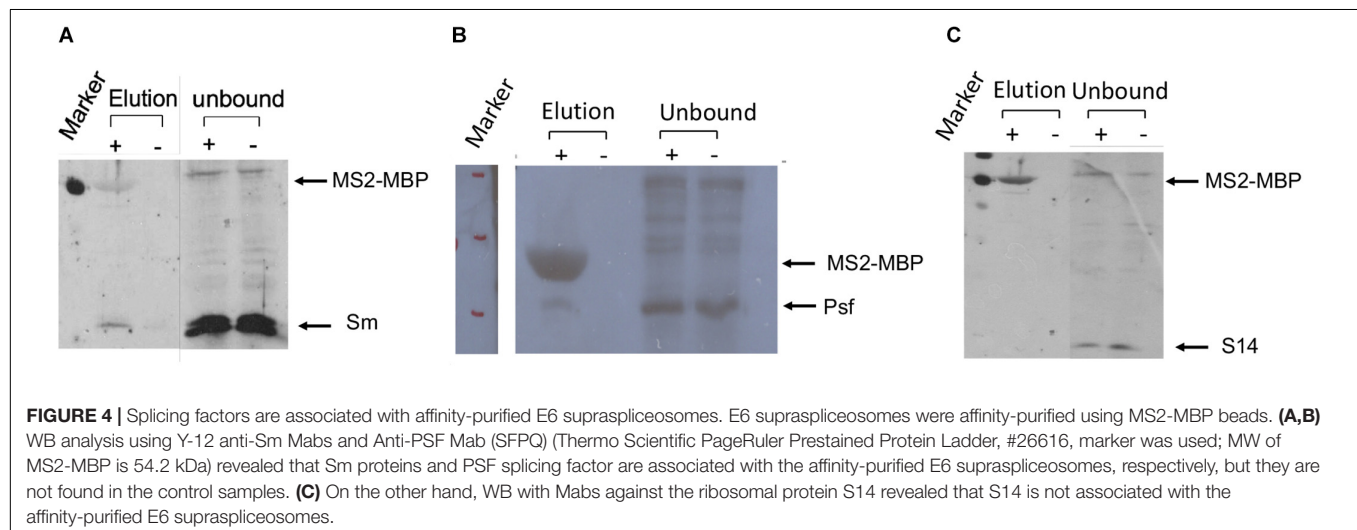 A
B
C
Marker
Elution
unbound
+ - + -
MS2-MBP
Sm
Marker
Elution
Unbound
+ - + -
MS2-MBP
Psf
Marker
Elution Unbound
+ - + -
MS2-MBP
S14
FIGURE 4 | Splicing factors are associated with affinity-purified E6 supraspliceosomes. E6 supraspliceosomes were affinity-purified using MS2-MBP beads. (A,B)
WB analysis using Y-12 anti-Sm Mabs and Anti-PSF Mab (SFPQ) (Thermo Scientific PageRuler Prestained Protein Ladder, #26616, marker was used; MW of
MS2-MBP is 54.2 kDa) revealed that Sm proteins and PSF splicing factor are associated with the affinity-purified E6 supraspliceosomes, respectively, but they are
not found in the control samples. (C) On the other hand, WB with Mabs against the ribosomal protein S14 revealed that S14 is not associated with the
affinity-purified E6 supraspliceosomes.